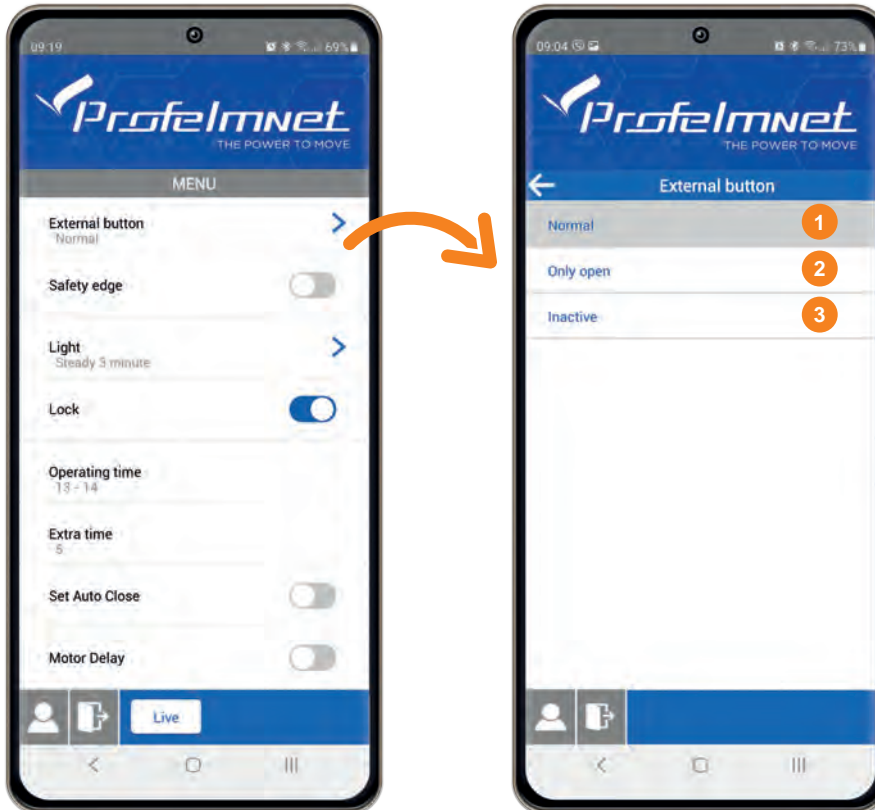 09:19
69%
Profelmnet
THE POWER TO MOVE
MENU
External button
Normal
Safety edge
Light
Steady 3 minute
Lock
Operating time
13 - 14
Extra time
5
Set Auto Close
Motor Delay
Live
09:04
73%
Profelmnet
THE POWER TO MOVE
External button
Normal
1
Only open
2
Inactive
3